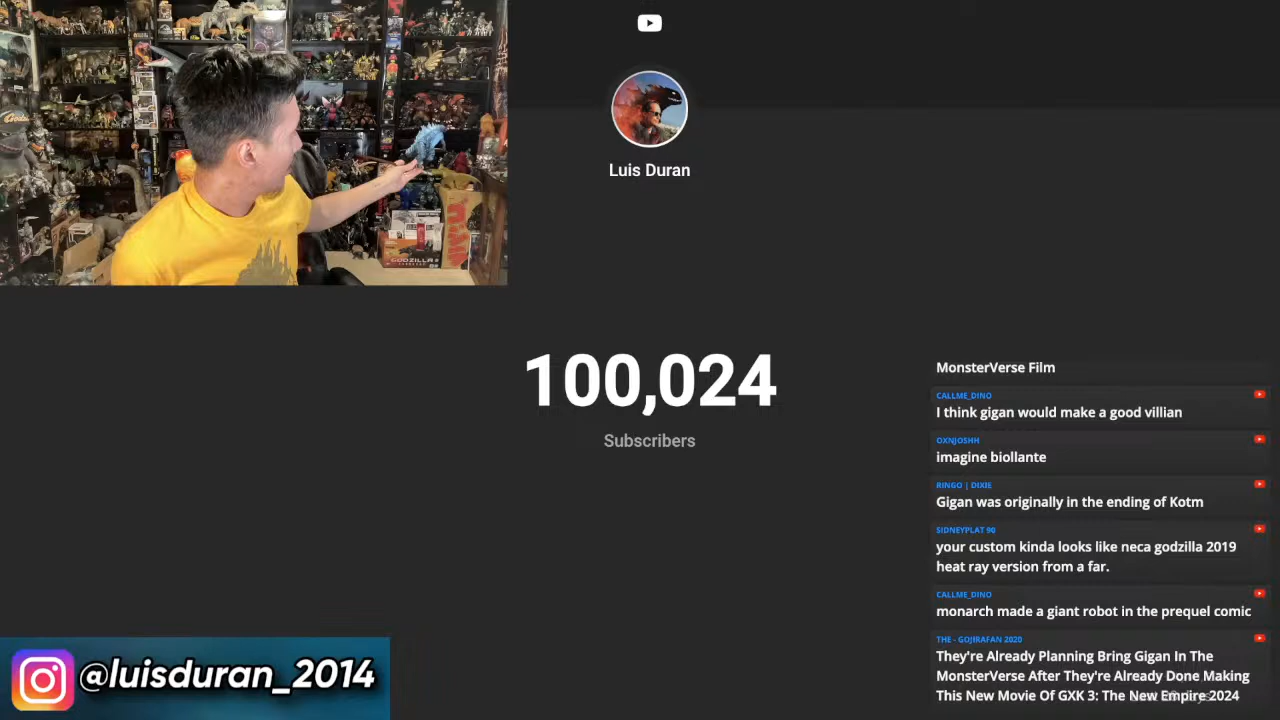 Luis Duran
GODZILLA
100,024
Subscribers
MonsterVerse Film
CALLME_DINO
I think gigan would make a good villian
OXNJOSHH
imagine biollante
RINGO | DIXIE
Gigan was originally in the ending of Kotm
SIDNEYPLAT 90
your custom kinda looks like neca godzilla 2019
heat ray version from a far.
CALLME_DINO
monarch made a giant robot in the prequel comic
THE - GOJIRAFAN 2020
They're Already Planning Bring Gigan In The
MonsterVerse After They're Already Done Making
This New Movie Of GXK 3: The New Empire 2024
@luisduran_2014